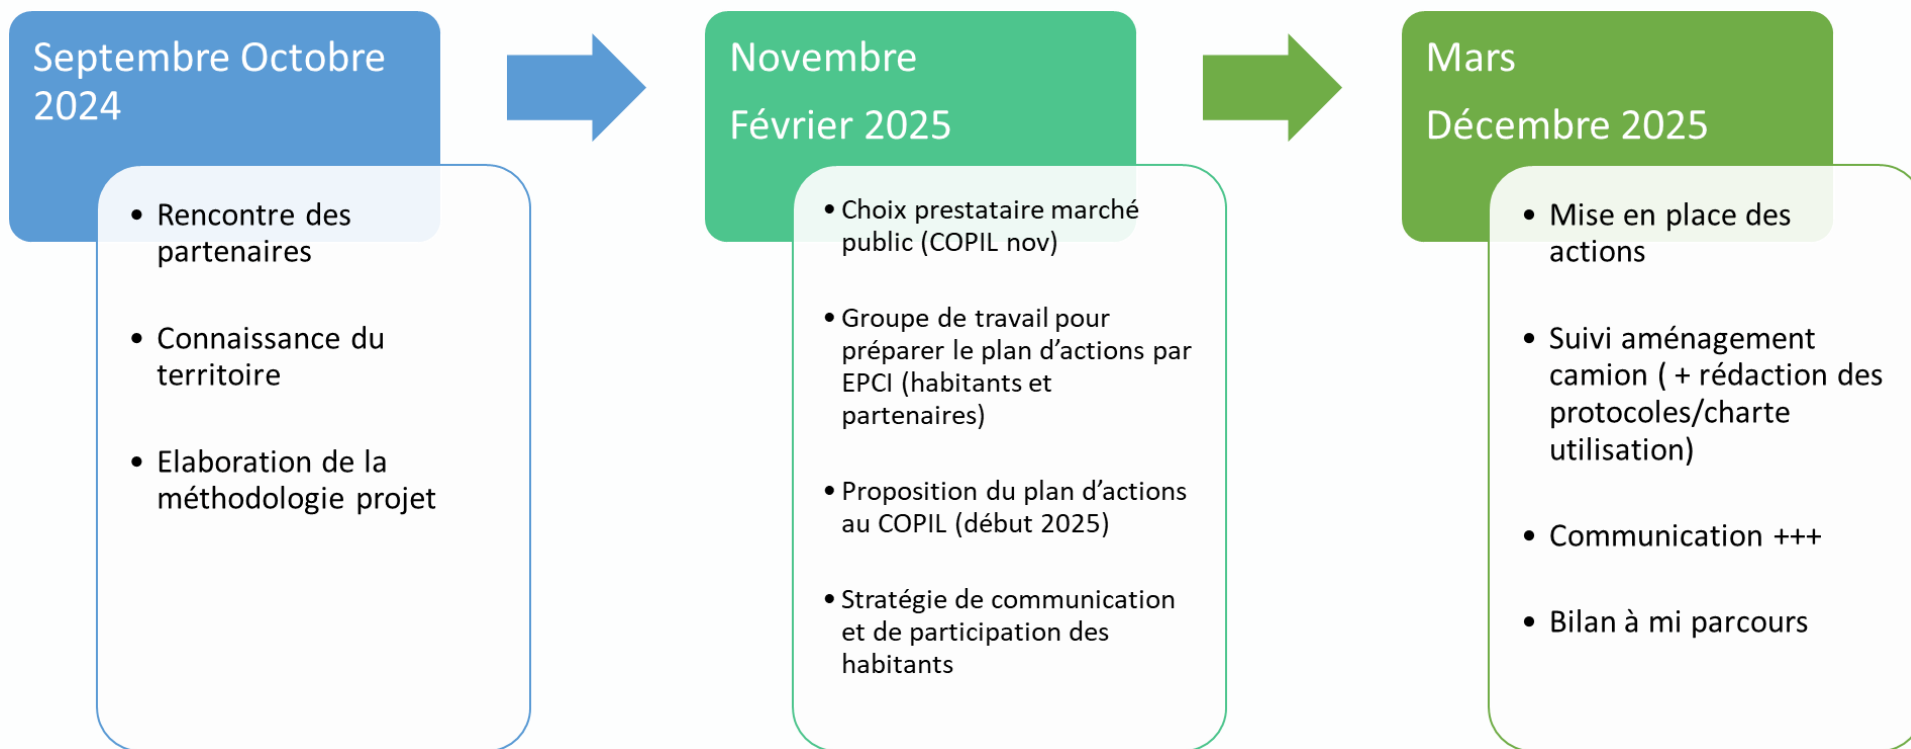 Septembre Octobre
2024
• Rencontre des
partenaires
• Connaissance du
territoire
• Elaboration de la
méthodologie projet
Novembre
Février 2025
• Choix prestataire marché
public (COPIL nov)
• Groupe de travail pour
préparer le plan d’actions par
EPCI (habitants et
partenaires)
• Proposition du plan d’actions
au COPIL (début 2025)
• Stratégie de communication
et de participation des
habitants
Mars
Décembre 2025
• Mise en place des
actions
• Suivi aménagement
camion ( + rédaction des
protocoles/charte
utilisation)
• Communication +++
• Bilan à mi parcours